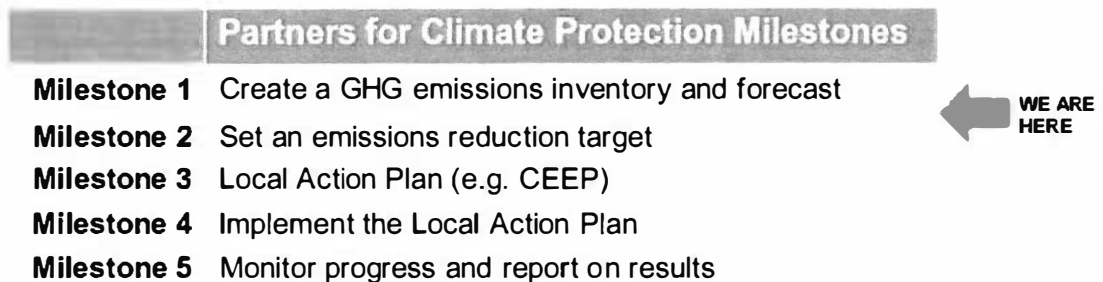 Partners for Climate Protection Milestones
Milestone 1 Create a GHG emissions inventory and forecast
WE ARE
HERE
Milestone 2 Set an emissions reduction target
Milestone 3 Local Action Plan (e.g. CEEP)
Milestone 4 Implement the Local Action Plan
Milestone 5 Monitor progress and report on results